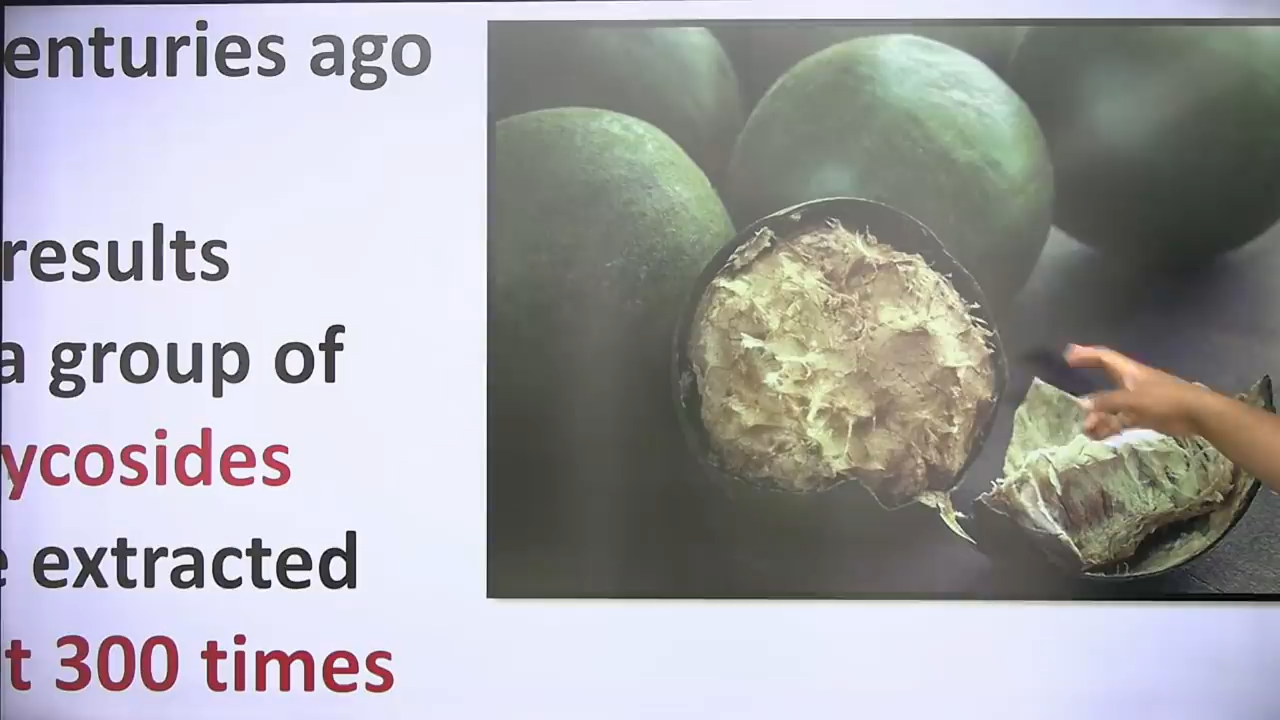 enturies ago
results
a group of
ycosides
extracted
t 300 times